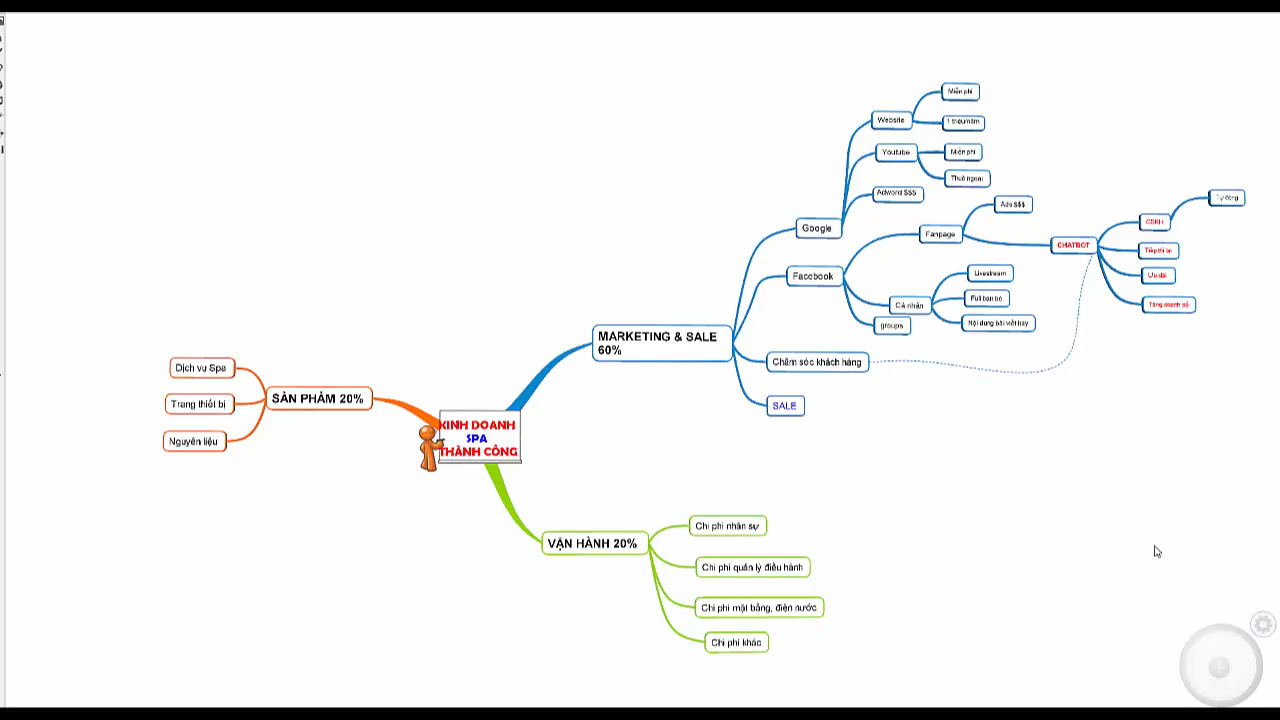 Miễn phí
Website
1 triệu/năm
Youtube
Miễn phí
Thuê ngoài
Adword $$$
Google
Fanpage
Ads $$$
CHATBOT
CSKH
Tự động
Tiếp thị lại
Ưu đãi
Tăng doanh số
Facebook
Cá nhân
Livestream
Full bạn bè
Nội dung bài viết hay
groups
MARKETING & SALE
60%
Chăm sóc khách hàng
SALE
Dịch vụ Spa
SẢN PHẨM 20%
Trang thiết bị
Nguyên liệu
KINH DOANH
SPA
THÀNH CÔNG
VẬN HÀNH 20%
Chi phí nhân sự
Chi phí quản lý điều hành
Chi phí mặt bằng, điện nước
Chi phí khác